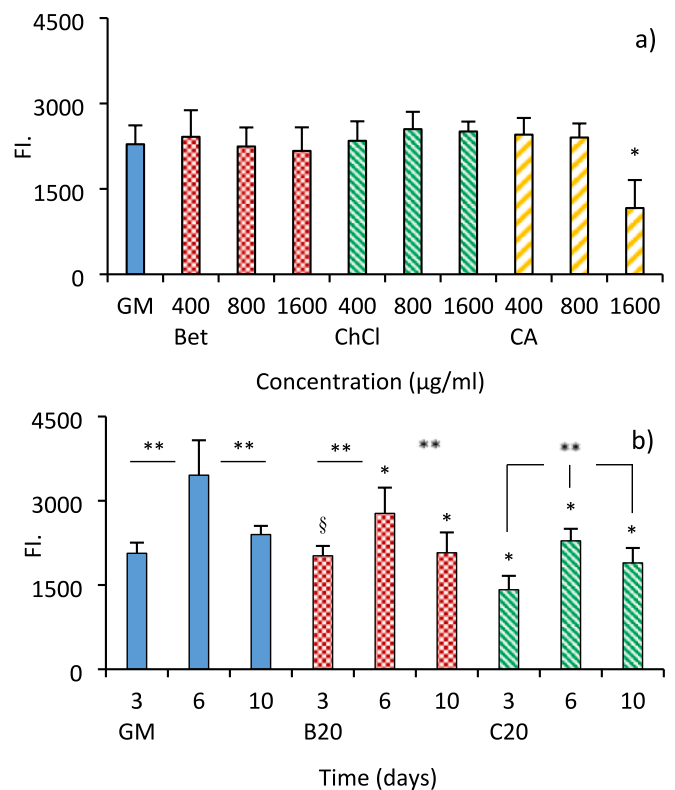 4500
a)
3000
FI.
*
1500
0
GM 400 800 1600 400 800 1600 400 800 1600
Bet ChCl CA
Concentration (µg/ml)
4500
b)
** ** ** ** **
*
3000
§ * * *
FI.
*
1500
0
3 6 10 3 6 10 3 6 10
GM B20 C20
Time (days)